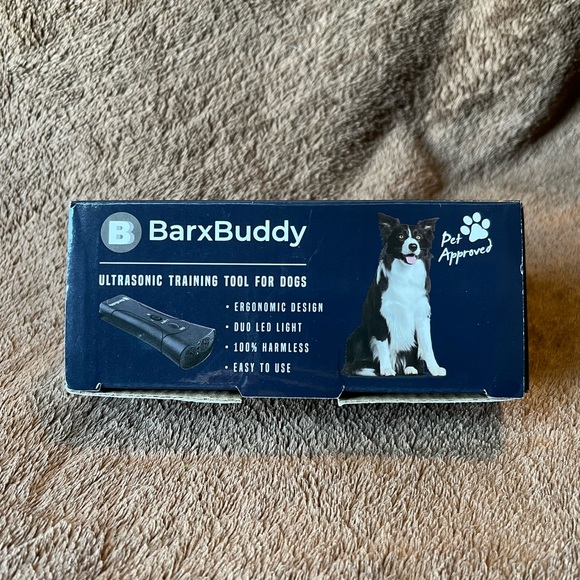 B BarxBuddy
ULTRASONIC TRAINING TOOL FOR DOGS
• ERGONOMIC DESIGN
• DUO LED LIGHT
• 100% HARMLESS
• EASY TO USE
Pet
Approved